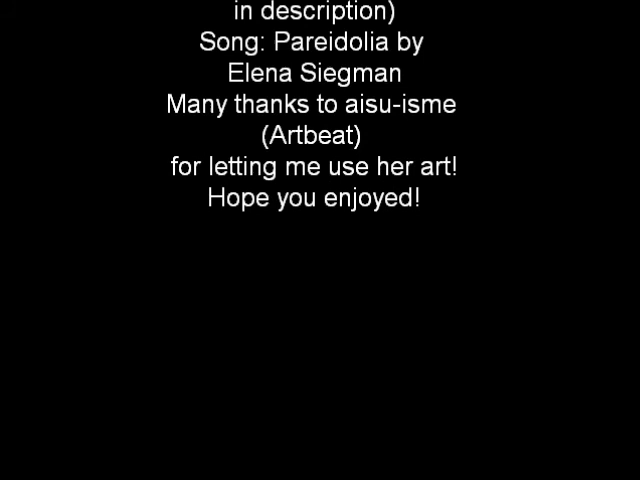 in description)
Song: Pareidolia by
Elena Siegman
Many thanks to aisu-isme
(Artbeat)
for letting me use her art!
Hope you enjoyed!